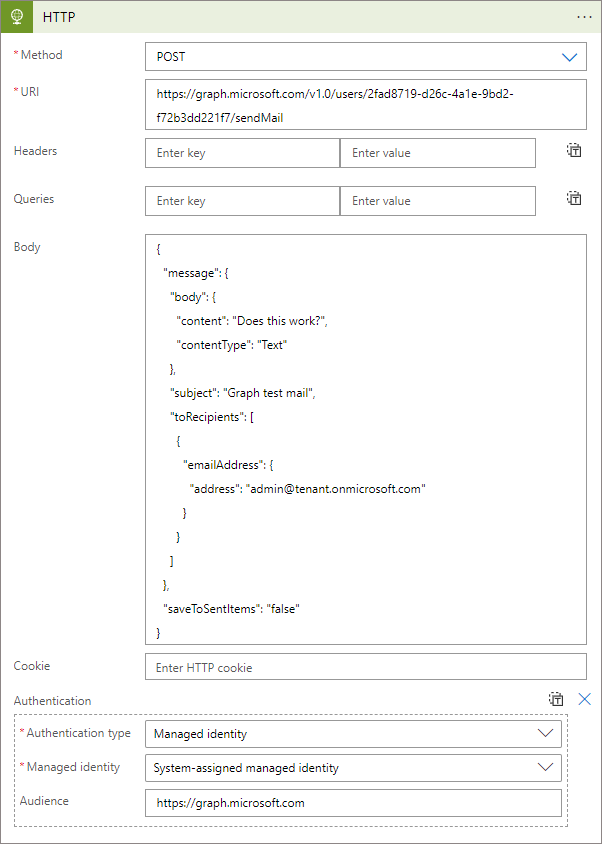 HTTP
* Method
POST
* URI
https://graph.microsoft.com/v1.0/users/2fad8719-d26c-4a1e-9bd2-
f72b3dd221f7/sendMail
Headers
Enter key
Enter value
Queries
Enter key
Enter value
Body
{
"message": {
"body": {
"content": "Does this work?",
"contentType": "Text"
},
"subject": "Graph test mail",
"toRecipients": [
{
"emailAddress": {
"address": "admin@tenant.onmicrosoft.com"
}
}
]
},
"saveToSentItems": "false"
}
Cookie
Enter HTTP cookie
Authentication
* Authentication type
Managed identity
* Managed identity
System-assigned managed identity
Audience
https://graph.microsoft.com